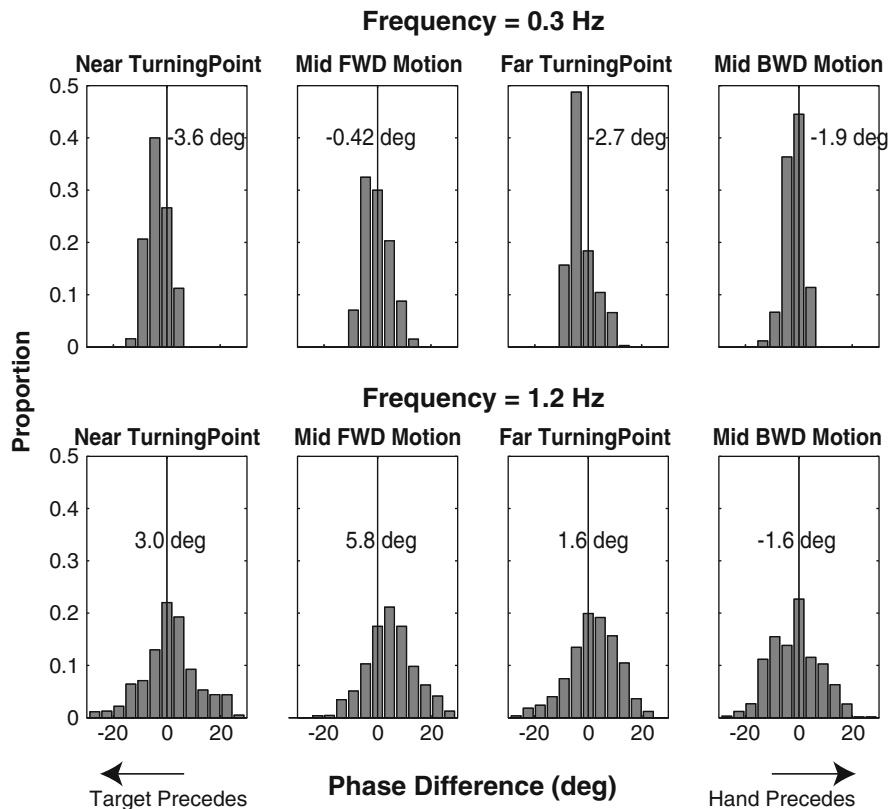 Frequency = 0.3 Hz
Near TurningPoint
Mid FWD Motion
Far TurningPoint
Mid BWD Motion
0.5
0.4
0.3
0.2
0.1
0
-3.6 deg
-0.42 deg
-2.7 deg
-1.9 deg
Proportion
Frequency = 1.2 Hz
Near TurningPoint
Mid FWD Motion
Far TurningPoint
Mid BWD Motion
0.5
0.4
0.3
0.2
0.1
0
3.0 deg
5.8 deg
1.6 deg
-1.6 deg
-20 0 20
-20 0 20
-20 0 20
-20 0 20
Target Precedes
Phase Difference (deg)
Hand Precedes